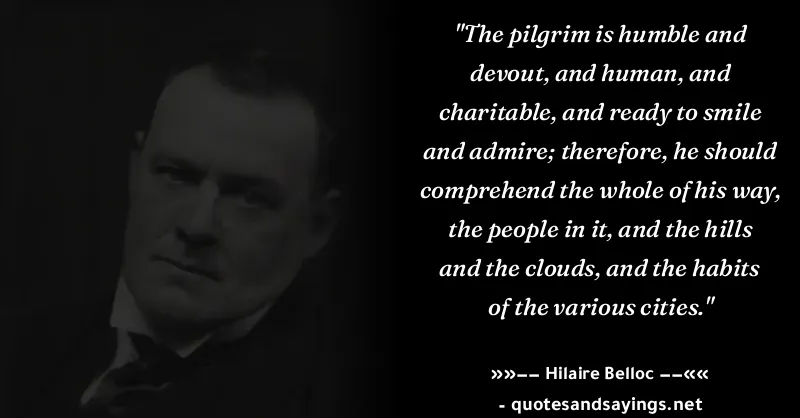 "The pilgrim is humble and
devout, and human, and
charitable, and ready to smile
and admire; therefore, he should
comprehend the whole of his way,
the people in it, and the hills
and the clouds, and the habits
of the various cities."
»»–– Hilaire Belloc ––««
- quotesandsayings.net